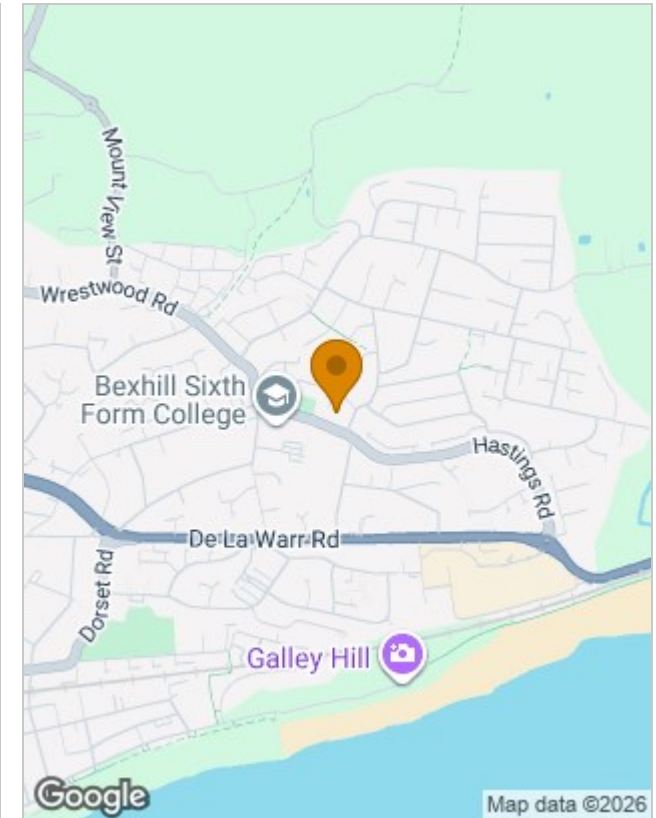 Mount View St
Wrestwood Rd
Bexhill Sixth
Form College
Hastings Rd
De La Warr Rd
Dorset Rd
Galley Hill
Google
Map data ©2026